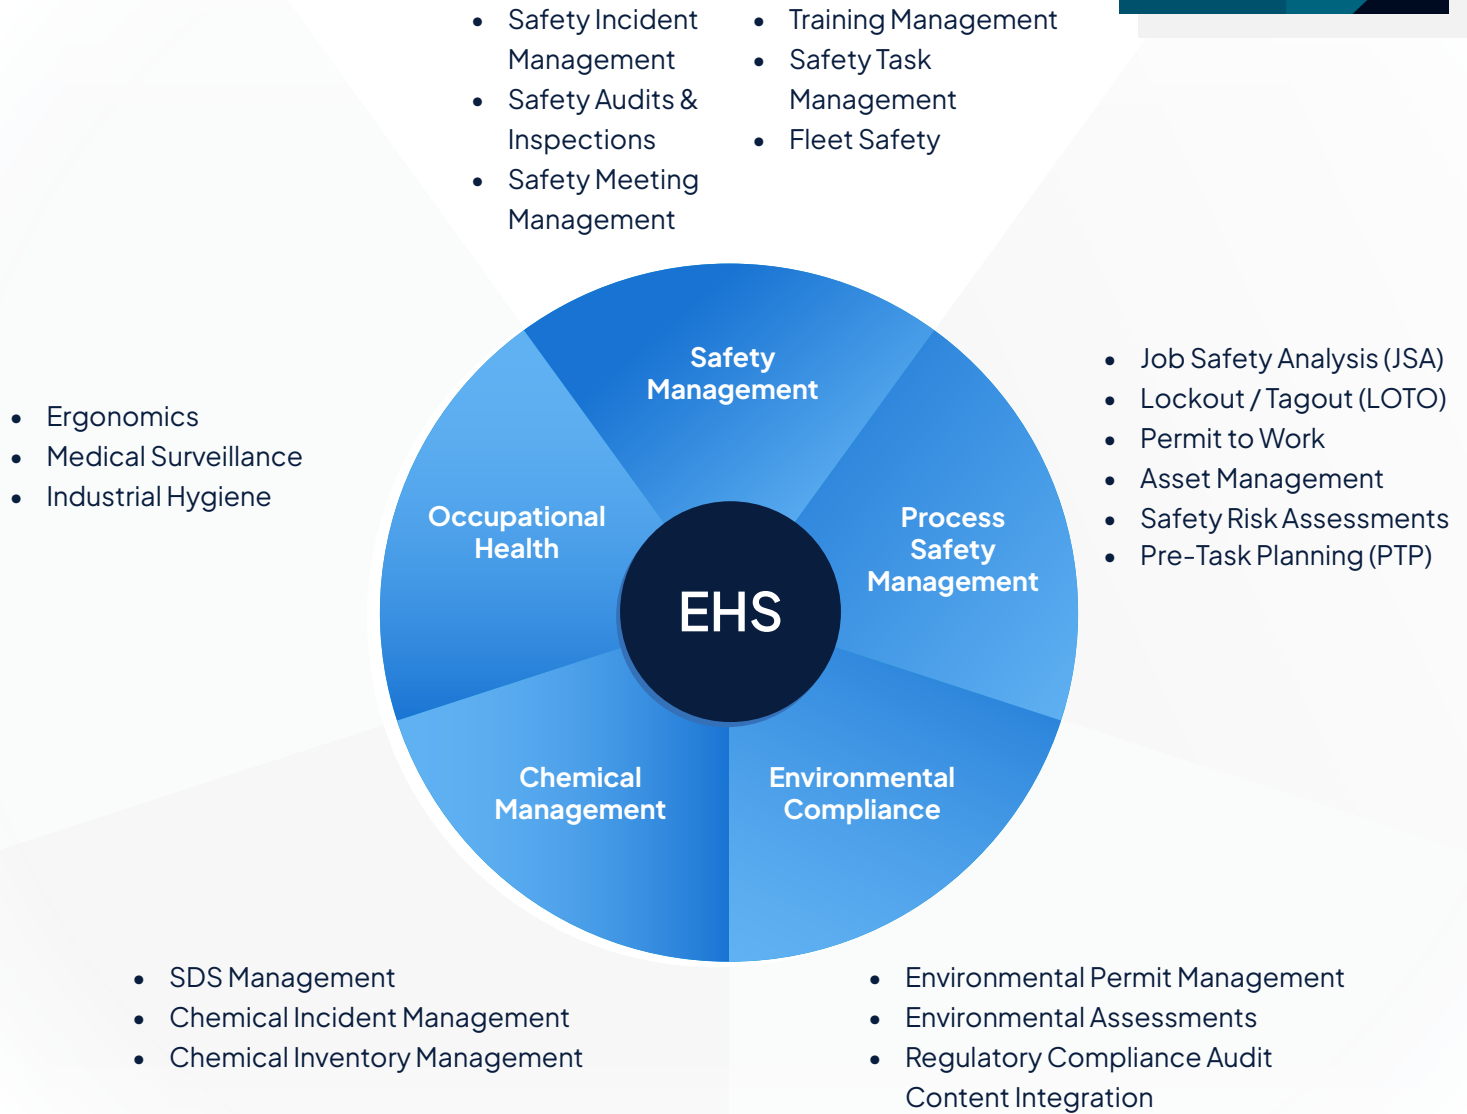 • Safety Incident
Management
• Safety Audits &
Inspections
• Safety Meeting
Management
• Training Management
• Safety Task
Management
• Fleet Safety
Safety
Management
• Job Safety Analysis (JSA)
• Lockout / Tagout (LOTO)
• Permit to Work
• Asset Management
• Safety Risk Assessments
• Pre-Task Planning (PTP)
Process
Safety
Management
• Ergonomics
• Medical Surveillance
• Industrial Hygiene
Occupational
Health
EHS
Chemical
Management
Environmental
Compliance
• SDS Management
• Chemical Incident Management
• Chemical Inventory Management
• Environmental Permit Management
• Environmental Assessments
• Regulatory Compliance Audit
Content Integration